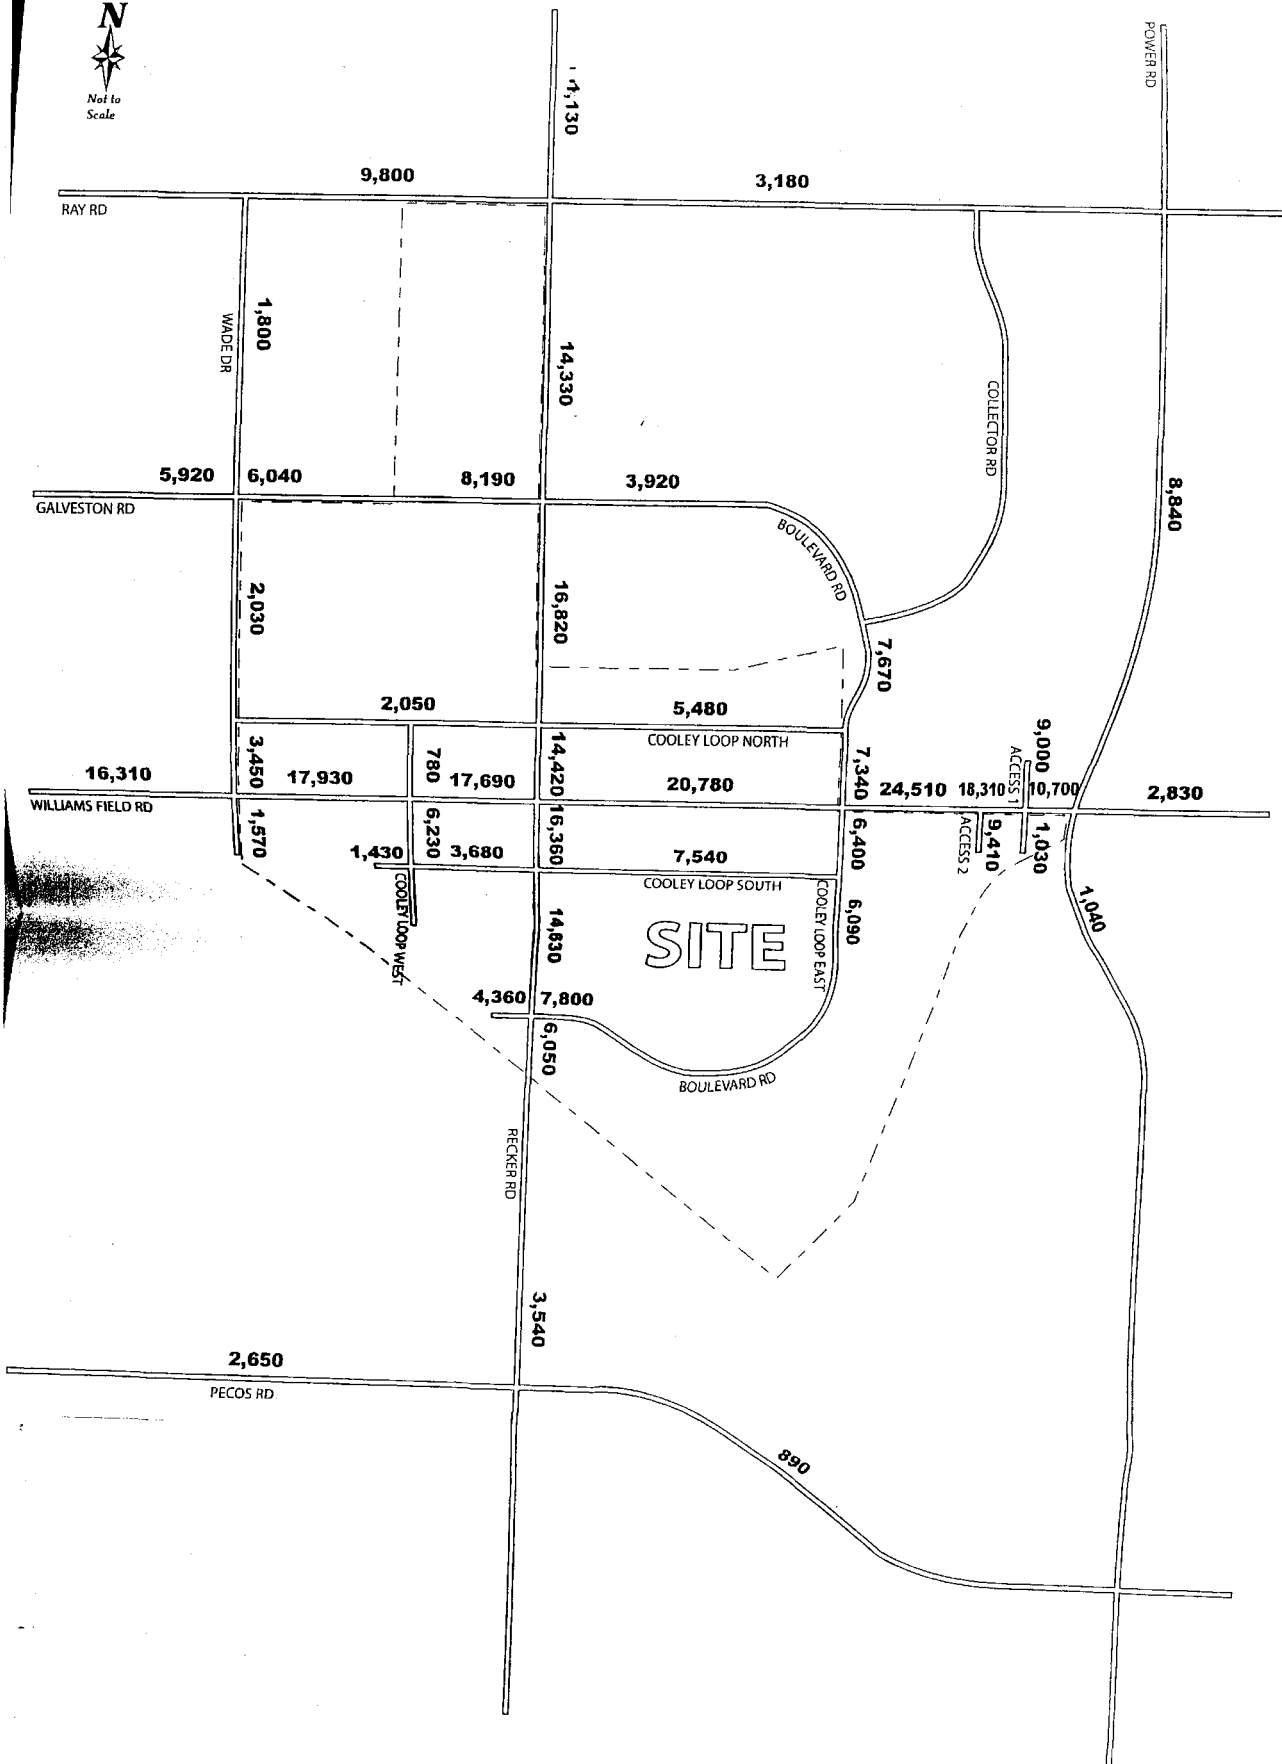 N
Not to
Scale
POWER RD
9,800
3,180
RAY RD
1,800
WADE DR
14,330
COLLECTOR RD
8,840
5,920
6,040
8,190
3,920
GALVESTON RD
BOULEVARD RD
2,030
16,820
7,670
2,050
5,480
COOLEY LOOP NORTH
9,000
ACCESS 1
16,310
3,450
17,930
780
17,690
14,420
20,780
7,340
24,510
18,310
10,700
2,830
WILLIAMS FIELD RD
1,570
6,230
16,360
6,400
ACCESS 2
9,410
1,030
1,430
3,680
7,540
COOLEY LOOP SOUTH
COOLEY LOOP WEST
14,630
SITE
COOLEY LOOP EAST
6,090
1,040
4,360
7,800
6,050
BOULEVARD RD
RECKER RD
3,540
2,650
PECOS RD
890